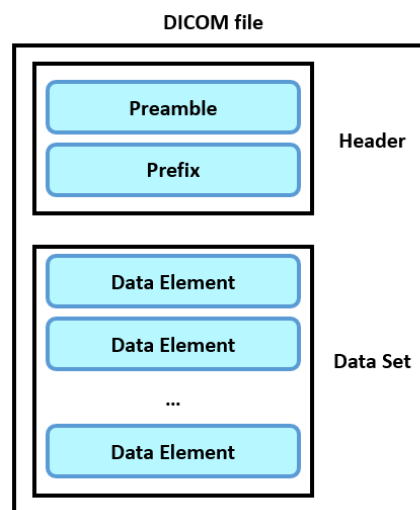 DICOM file
Preamble
Header
Prefix
Data Element
Data Element
Data Set
...
Data Element